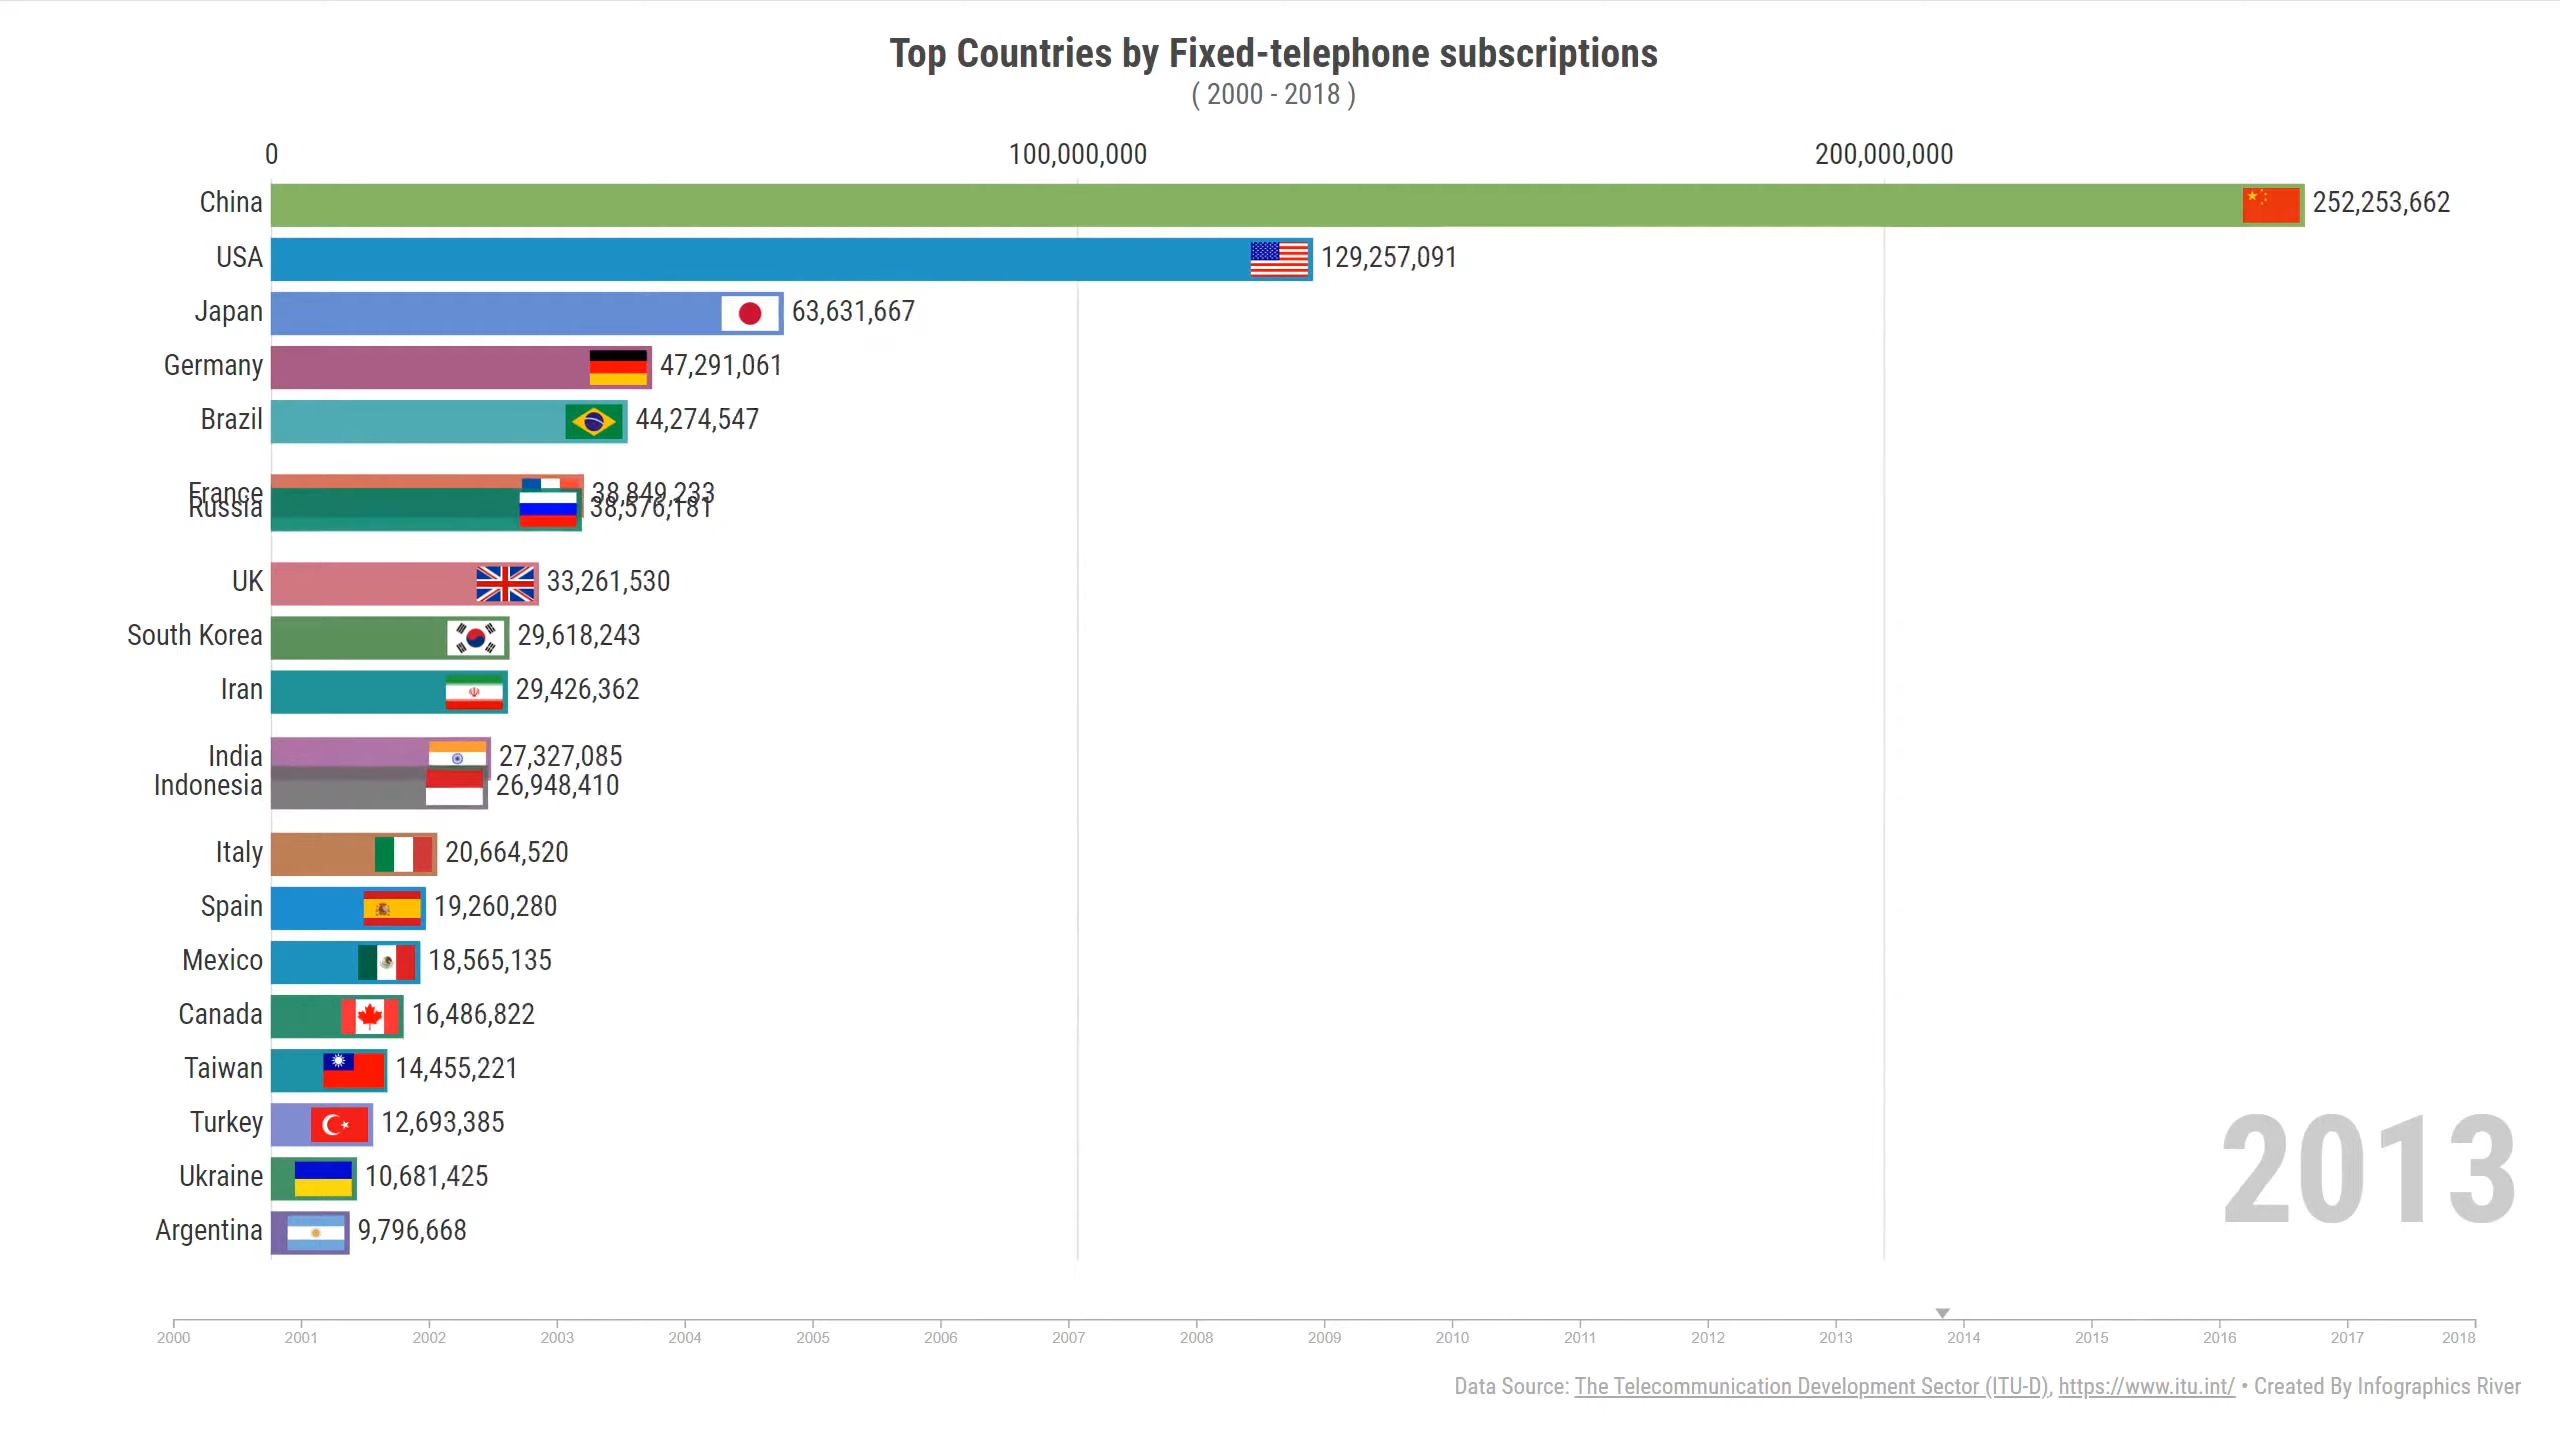 Top Countries by Fixed-telephone subscriptions
( 2000 - 2018 )
0 100,000,000 200,000,000
China 252,253,662
USA 129,257,091
Japan 63,631,667
Germany 47,291,061
Brazil 44,274,547
France 38,849,233
Russia 38,576,181
UK 33,261,530
South Korea 29,618,243
Iran 29,426,362
India 27,327,085
Indonesia 26,948,410
Italy 20,664,520
Spain 19,260,280
Mexico 18,565,135
Canada 16,486,822
Taiwan 14,455,221
Turkey 12,693,385
Ukraine 10,681,425
Argentina 9,796,668
2013
2000 2001 2002 2003 2004 2005 2006 2007 2008 2009 2010 2011 2012 2013 2014 2015 2016 2017 2018
Data Source: The Telecommunication Development Sector (ITU-D), https://www.itu.int/ • Created By Infographics River